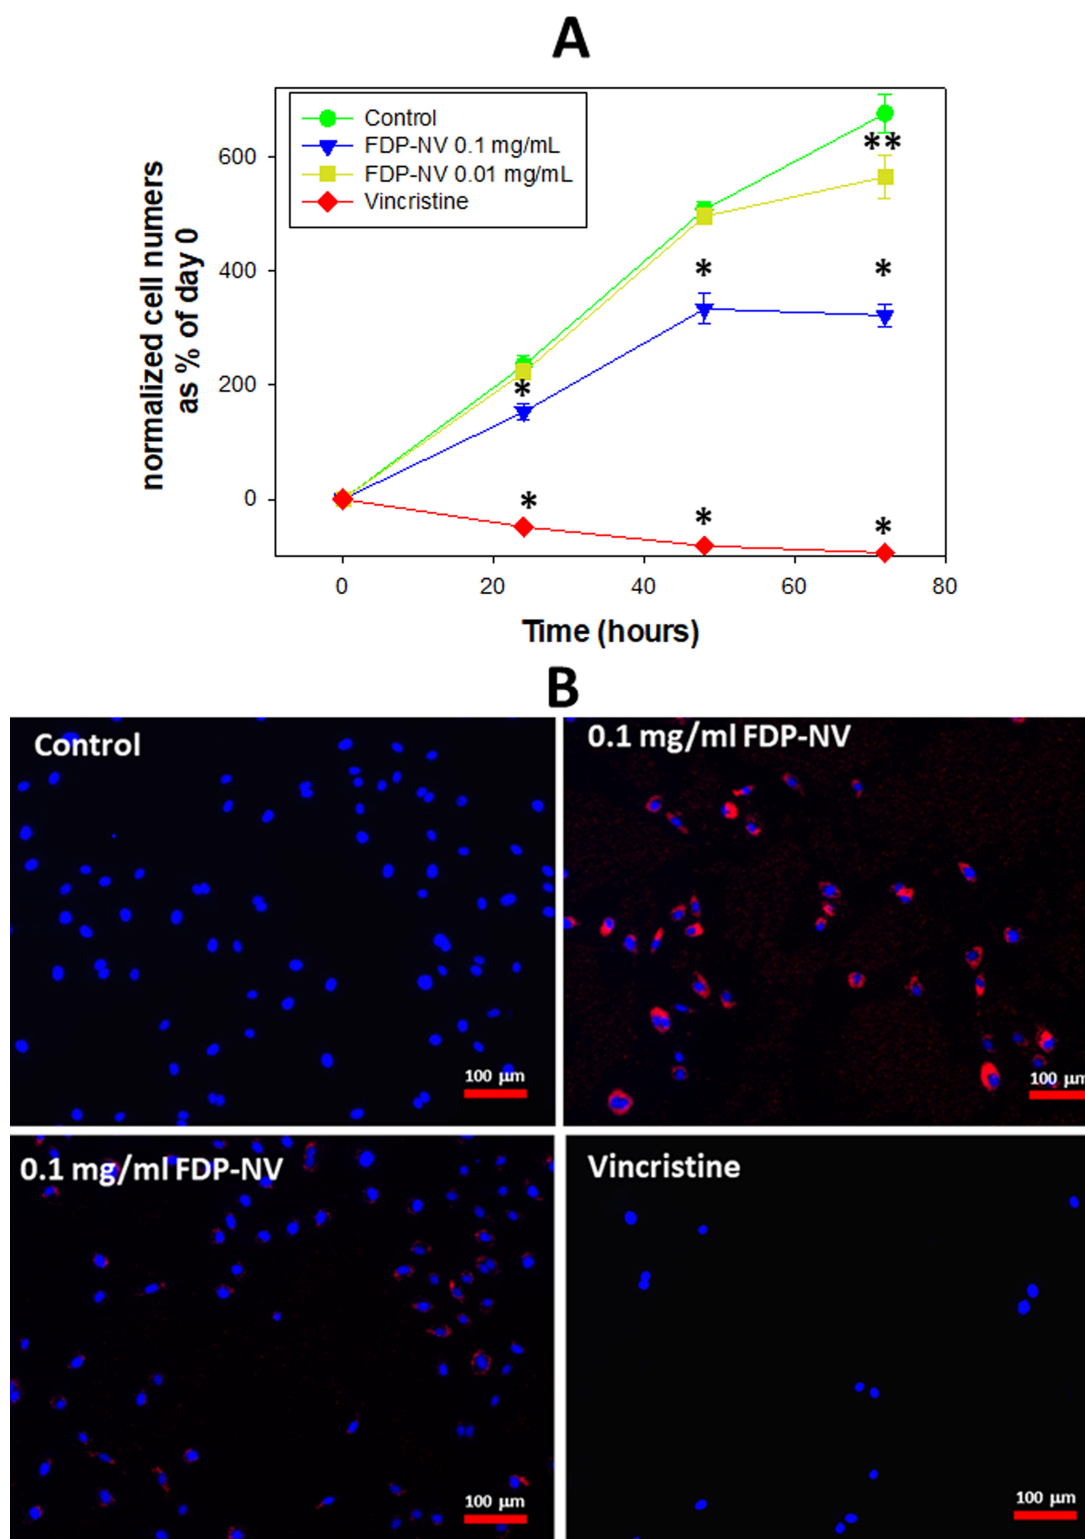 A
Control
FDP-NV 0.1 mg/mL
FDP-NV 0.01 mg/mL
Vincristine
normalized cell numers
as % of day 0
600
400
200
0
**
*
*
*
*
*
*
0
20
40
60
80
Time (hours)
B
Control
100 μm
0.1 mg/ml FDP-NV
100 μm
0.1 mg/ml FDP-NV
100 μm
Vincristine
100 μm